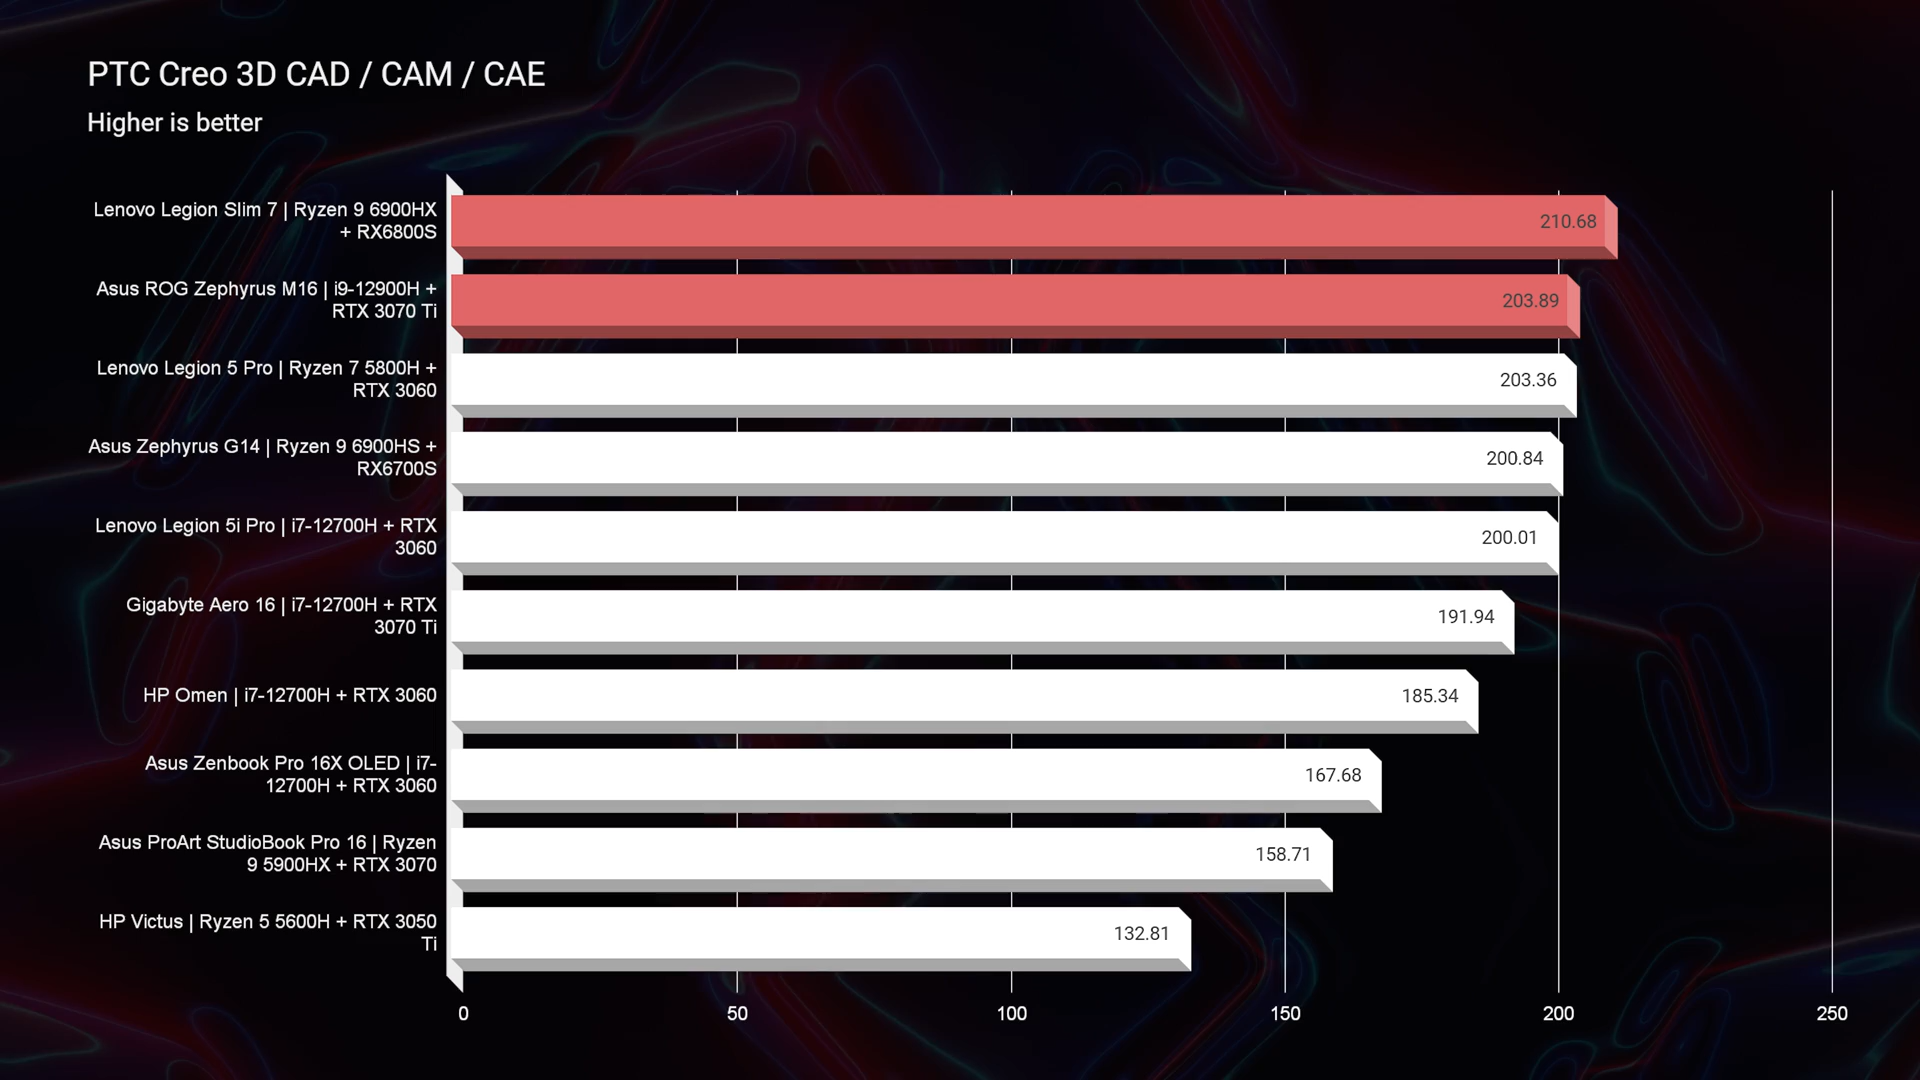 PTC Creo 3D CAD / CAM / CAE
Higher is better
Lenovo Legion Slim 7 | Ryzen 9 6900HX
+ RX6800S
210.68
Asus ROG Zephyrus M16 | i9-12900H +
RTX 3070 Ti
203.89
Lenovo Legion 5 Pro | Ryzen 7 5800H +
RTX 3060
203.36
Asus Zephyrus G14 | Ryzen 9 6900HS +
RX6700S
200.84
Lenovo Legion 5i Pro | i7-12700H + RTX
3060
200.01
Gigabyte Aero 16 | i7-12700H + RTX
3070 Ti
191.94
HP Omen | i7-12700H + RTX 3060
185.34
Asus Zenbook Pro 16X OLED | i7-
12700H + RTX 3060
167.68
Asus ProArt StudioBook Pro 16 | Ryzen
9 5900HX + RTX 3070
158.71
HP Victus | Ryzen 5 5600H + RTX 3050
Ti
132.81
0 50 100 150 200 250